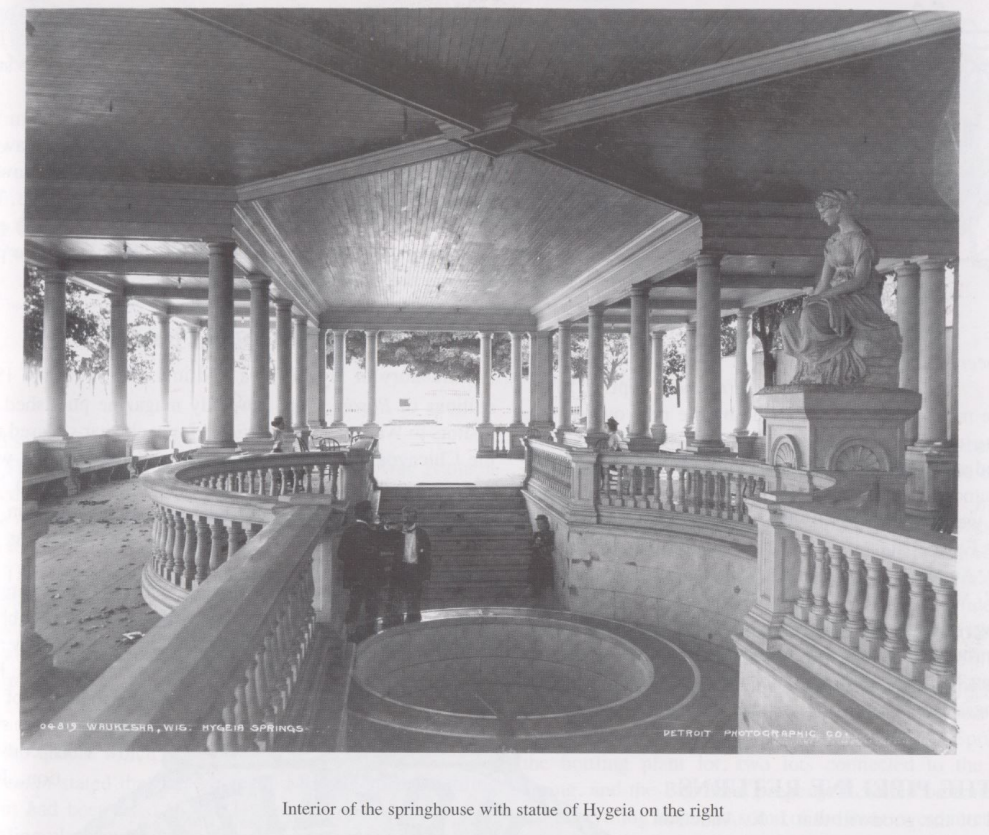 04815 WAUKESHA, WIS. HYGEIA SPRINGS
DETROIT PHOTOGRAPHIC CO.
Interior of the springhouse with statue of Hygeia on the right